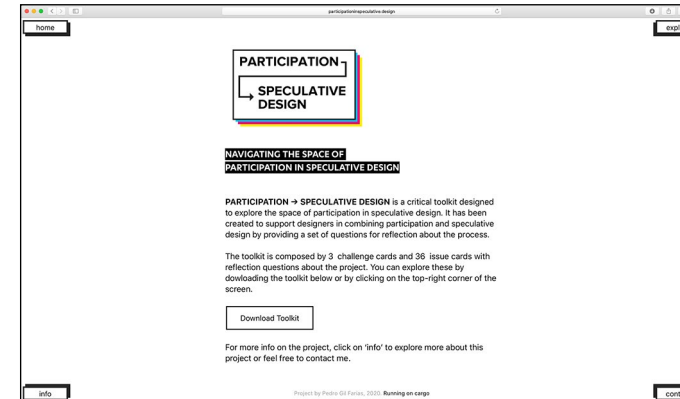 participationinspeculative.design
home
expl
PARTICIPATION
SPECULATIVE
DESIGN
NAVIGATING THE SPACE OF
PARTICIPATION IN SPECULATIVE DESIGN
PARTICIPATION → SPECULATIVE DESIGN is a critical toolkit designed
to explore the space of participation in speculative design. It has been
created to support designers in combining participation and speculative
design by providing a set of questions for reflection about the process.
The toolkit is composed by 3 challenge cards and 36 issue cards with
reflection questions about the project. You can explore these by
dowloading the toolkit below or by clicking on the top-right corner of the
screen.
Download Toolkit
For more info on the project, click on 'info' to explore more about this
project or feel free to contact me.
info
Project by Pedro Gil Farias, 2020. Running on cargo
cont